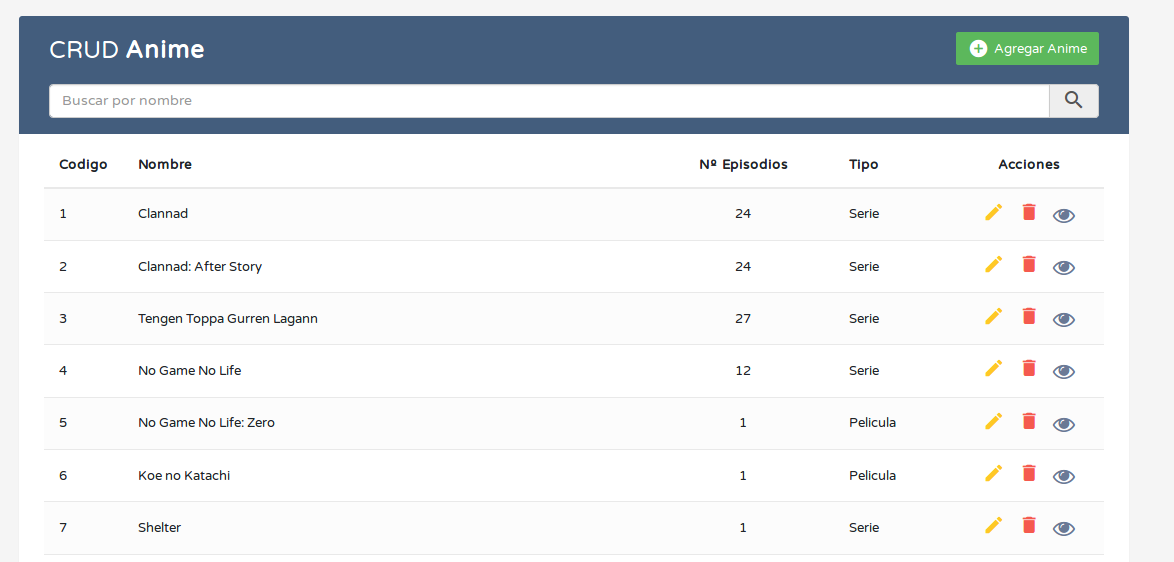 CRUD Anime
Agregar Anime
Buscar por nombre
Codigo Nombre Nº Episodios Tipo Acciones
1 Clannad 24 Serie
2 Clannad: After Story 24 Serie
3 Tengen Toppa Gurren Lagann 27 Serie
4 No Game No Life 12 Serie
5 No Game No Life: Zero 1 Pelicula
6 Koe no Katachi 1 Pelicula
7 Shelter 1 Serie